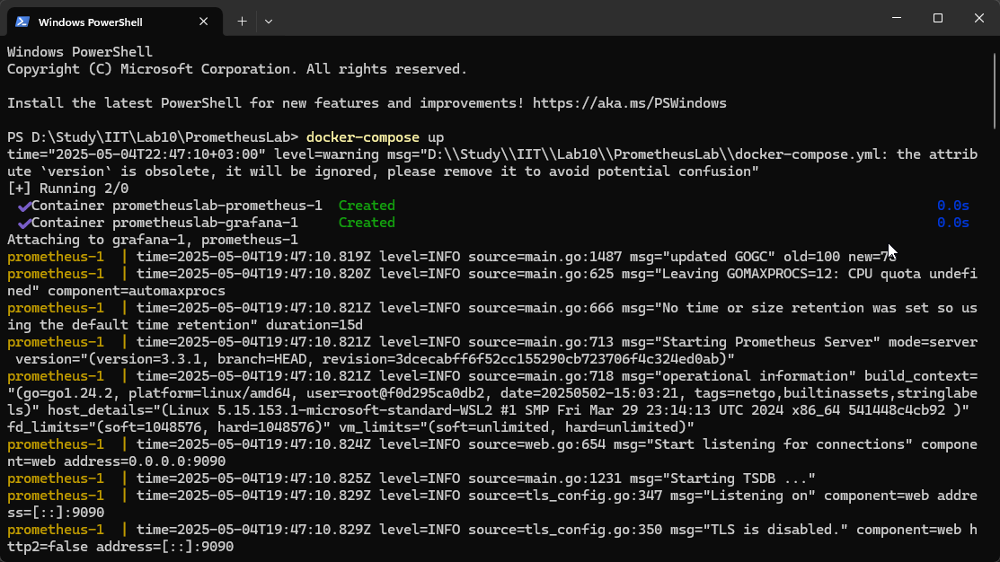 Windows PowerShell
Windows PowerShell
Copyright (C) Microsoft Corporation. All rights reserved.
Install the latest PowerShell for new features and improvements! https://aka.ms/PSWindows
PS D:\Study\IIT\Lab10\PrometheusLab> docker-compose up
time="2025-05-04T22:47:10+03:00" level=warning msg="D:\\Study\\IIT\\Lab10\\PrometheusLab\\docker-compose.yml: the attrib
ute `version` is obsolete, it will be ignored, please remove it to avoid potential confusion"
[+] Running 2/0
✔Container prometheuslab-prometheus-1  Created 0.0s
✔Container prometheuslab-grafana-1     Created 0.0s
Attaching to grafana-1, prometheus-1
prometheus-1  | time=2025-05-04T19:47:10.819Z level=INFO source=main.go:1487 msg="updated GOGC" old=100 new=7
prometheus-1  | time=2025-05-04T19:47:10.820Z level=INFO source=main.go:625 msg="Leaving GOMAXPROCS=12: CPU quota undefi
ned" component=automaxprocs
prometheus-1  | time=2025-05-04T19:47:10.821Z level=INFO source=main.go:666 msg="No time or size retention was set so us
ing the default time retention" duration=15d
prometheus-1  | time=2025-05-04T19:47:10.821Z level=INFO source=main.go:713 msg="Starting Prometheus Server" mode=server
version="(version=3.3.1, branch=HEAD, revision=3dcecabff6f52cc155290cb723706f4c324ed0ab)"
prometheus-1  | time=2025-05-04T19:47:10.821Z level=INFO source=main.go:718 msg="operational information" build_context=
"(go=go1.24.2, platform=linux/amd64, user=root@f0d295ca0db2, date=20250502-15:03:21, tags=netgo,builtinassets,stringlabe
ls)" host_details="(Linux 5.15.153.1-microsoft-standard-WSL2 #1 SMP Fri Mar 29 23:14:13 UTC 2024 x86_64 541448c4cb92 )"
fd_limits="(soft=1048576, hard=1048576)" vm_limits="(soft=unlimited, hard=unlimited)"
prometheus-1  | time=2025-05-04T19:47:10.824Z level=INFO source=web.go:654 msg="Start listening for connections" compone
nt=web address=0.0.0.0:9090
prometheus-1  | time=2025-05-04T19:47:10.825Z level=INFO source=main.go:1231 msg="Starting TSDB ..."
prometheus-1  | time=2025-05-04T19:47:10.829Z level=INFO source=tls_config.go:347 msg="Listening on" component=web addre
ss=[::]:9090
prometheus-1  | time=2025-05-04T19:47:10.829Z level=INFO source=tls_config.go:350 msg="TLS is disabled." component=web h
ttp2=false address=[::]:9090